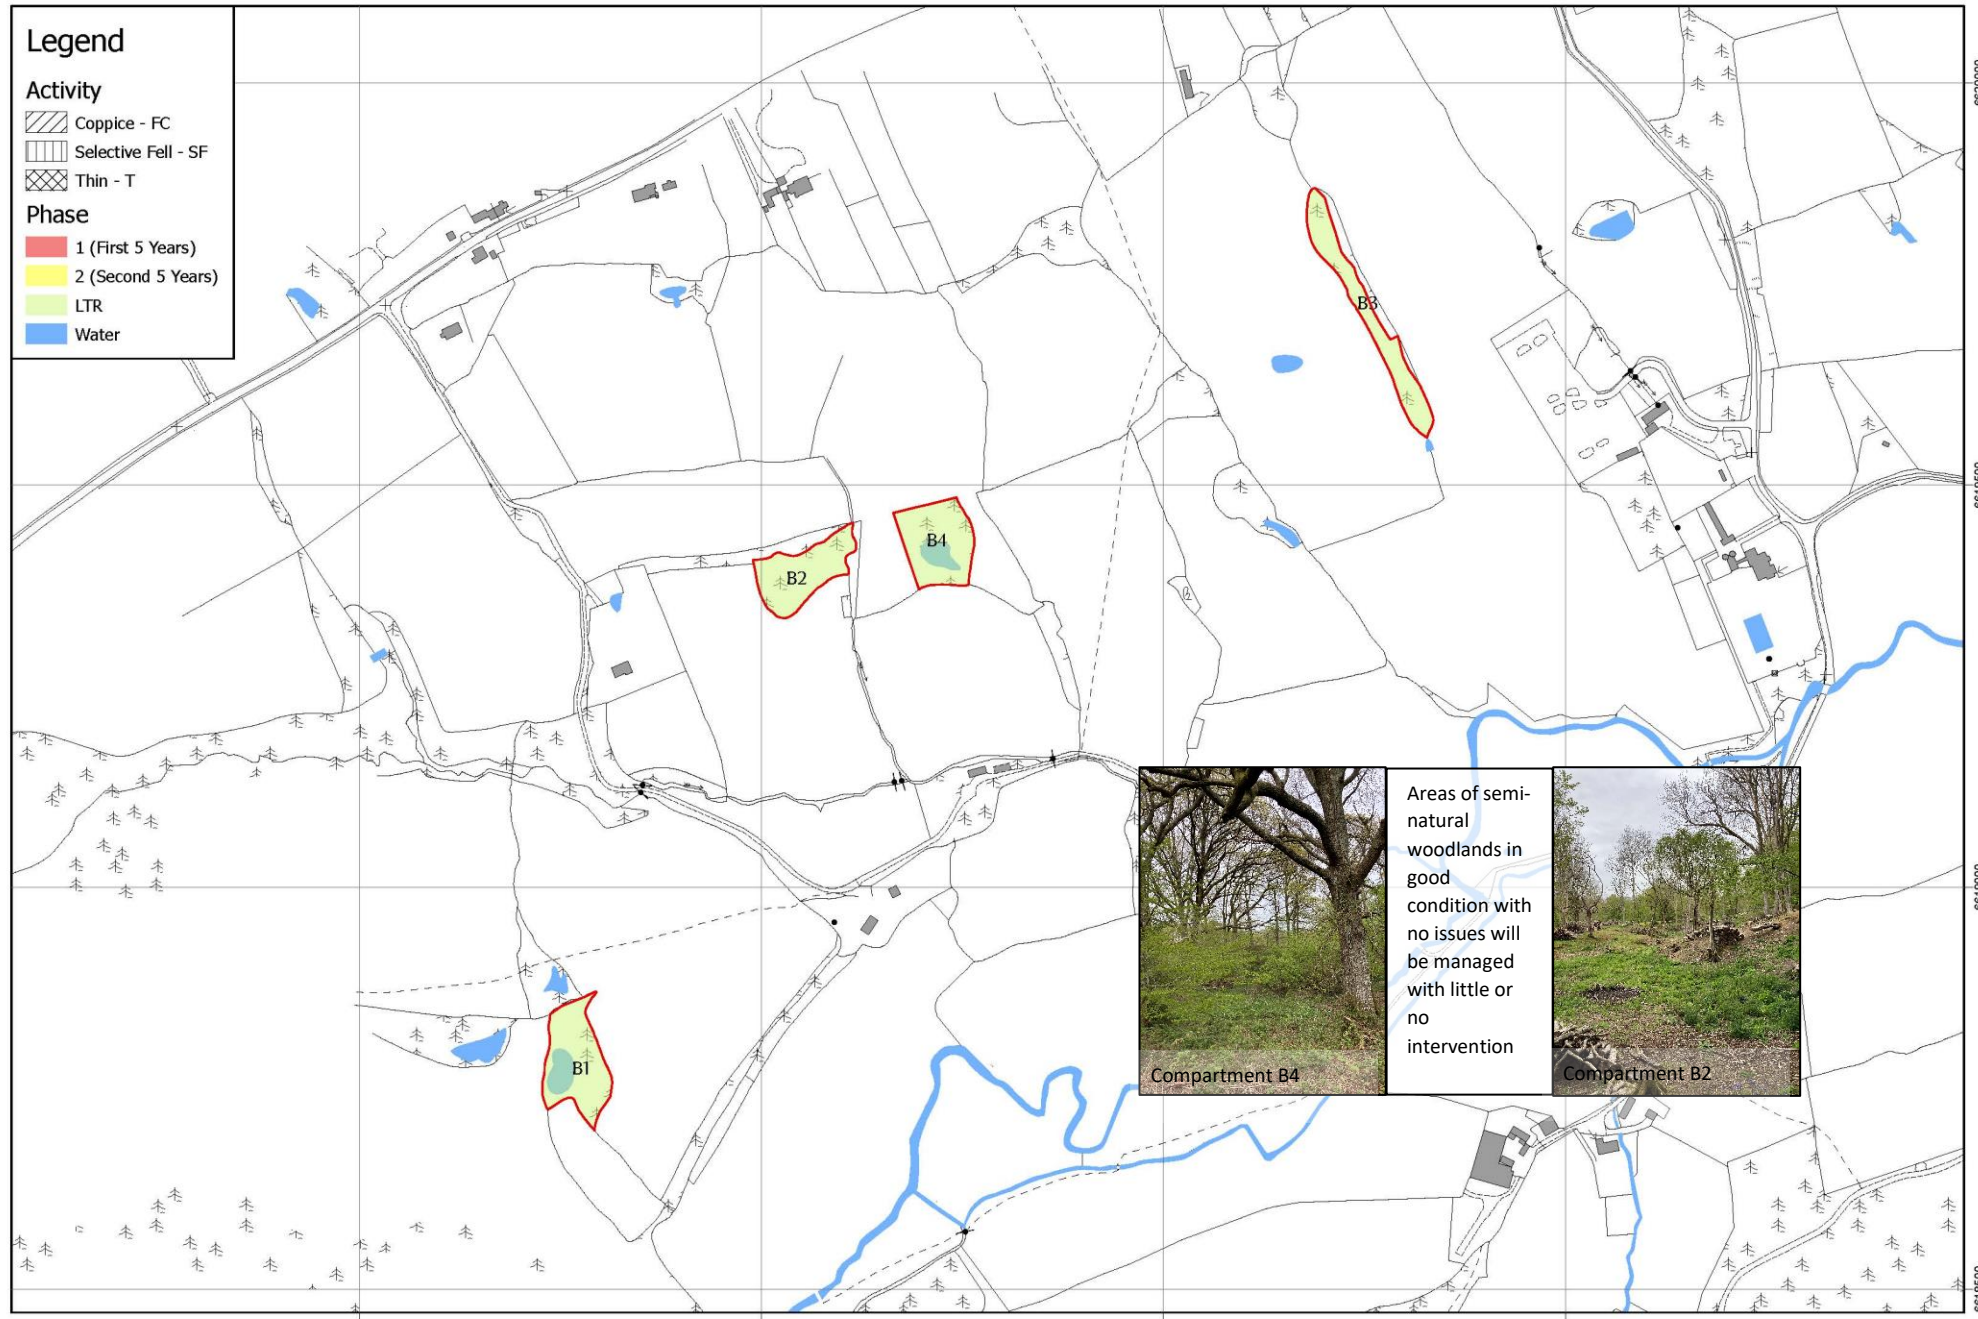 Legend
Activity
Coppice - FC
Selective Fell - SF
Thin - T
Phase
1 (First 5 Years)
2 (Second 5 Years)
LTR
Water
B3
B4
B2
B1
Areas of semi-
natural
woodlands in
good
condition with
no issues will
be managed
with little or
no
intervention
Compartment B4
Compartment B2